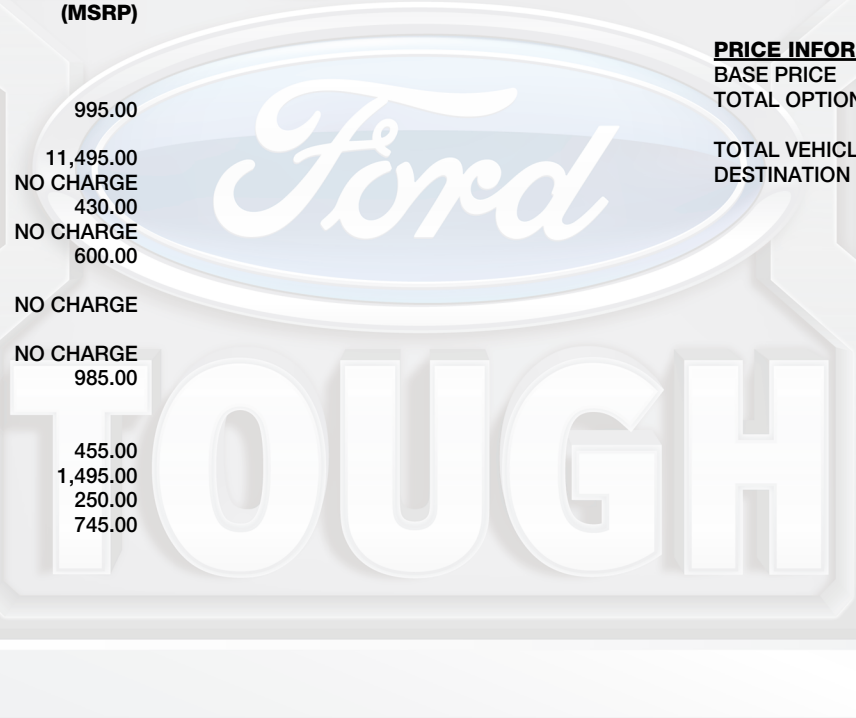 (MSRP)
995.00
11,495.00
NO CHARGE
430.00
NO CHARGE
600.00
NO CHARGE
NO CHARGE
985.00
455.00
1,495.00
250.00
745.00
PRICE INFOR
BASE PRICE
TOTAL OPTION
TOTAL VEHICL
DESTINATION
Ford
TOUGH